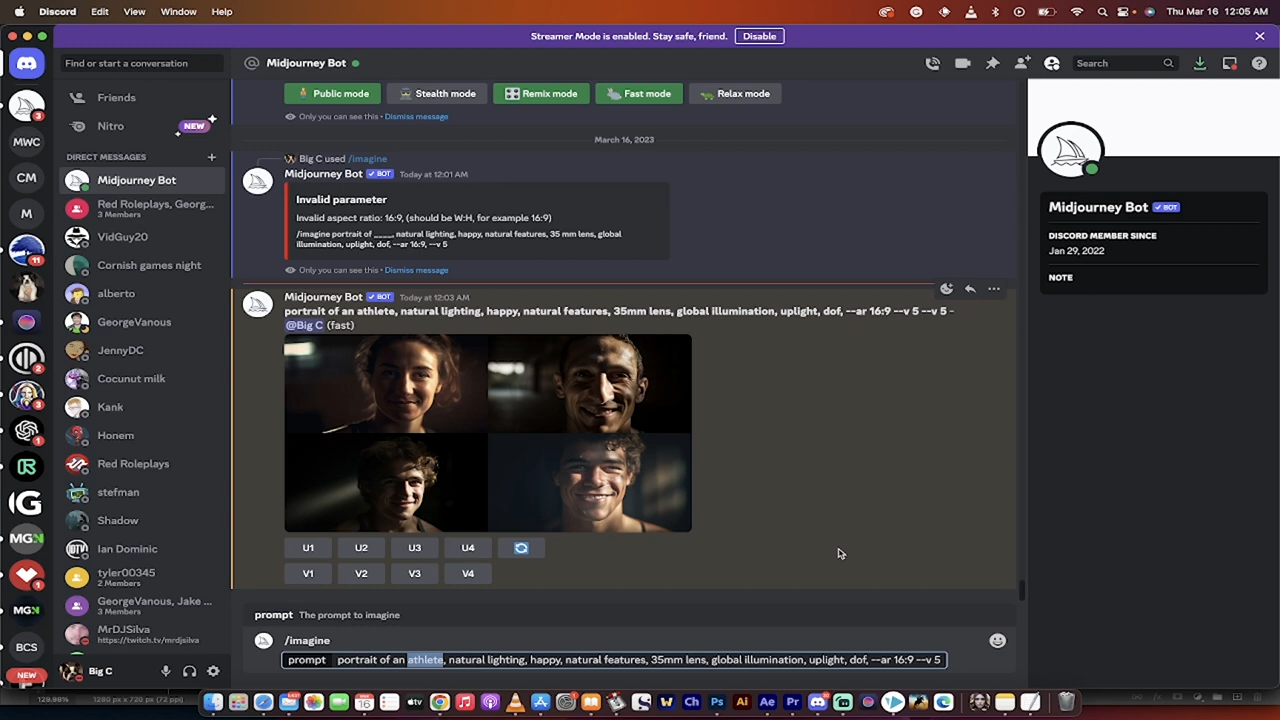 Discord Edit View Window Help
Thu Mar 16 12:05 AM
Streamer Mode is enabled. Stay safe, friend. Disable
Find or start a conversation
Midjourney Bot
Search
Friends
Nitro
NEW
DIRECT MESSAGES
Midjourney Bot
Red Roleplays, Georg...
3 Members
VidGuy20
Cornish games night
alberto
GeorgeVanous
JennyDC
Cocunut milk
Kank
Honem
Red Roleplays
stefman
Shadow
Ian Dominic
tyler00345
2 Members
GeorgeVanous, Jake ...
3 Members
MrDJSilva
https://twitch.tv/mrdjsilva
Big C
MWC
CM
M
MGN
MGN
BCS
NEW
Public mode Stealth mode Remix mode Fast mode Relax mode
Only you can see this • Dismiss message
March 16, 2023
Big C used /imagine
Midjourney Bot BOT Today at 12:01 AM
Invalid parameter
Invalid aspect ratio: 16:9, (should be W:H, for example 16:9)
/imagine portrait of ____, natural lighting, happy, natural features, 35 mm lens, global
illumination, uplight, dof, --ar 16:9, --v 5
Only you can see this • Dismiss message
Midjourney Bot BOT Today at 12:03 AM
portrait of an athlete, natural lighting, happy, natural features, 35mm lens, global illumination, uplight, dof, --ar 16:9 --v 5 --v 5 -
@Big C (fast)
U1 U2 U3 U4
V1 V2 V3 V4
prompt The prompt to imagine
/imagine
prompt portrait of an athlete, natural lighting, happy, natural features, 35mm lens, global illumination, uplight, dof, --ar 16:9 --v 5
Midjourney Bot BOT
DISCORD MEMBER SINCE
Jan 29, 2022
NOTE
129.98% 1280 px x 720 px (72 ppi)